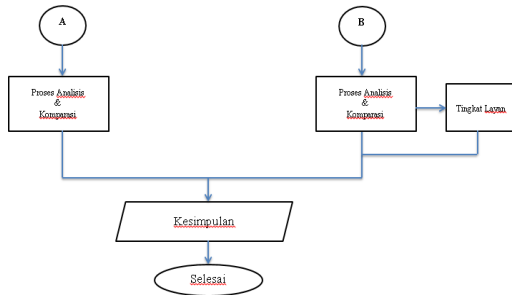 A
B
Proses Analisis
&
Komparasi
Proses Analisis
&
Komparasi
Tingkat Layan
Kesimpulan
Selesai